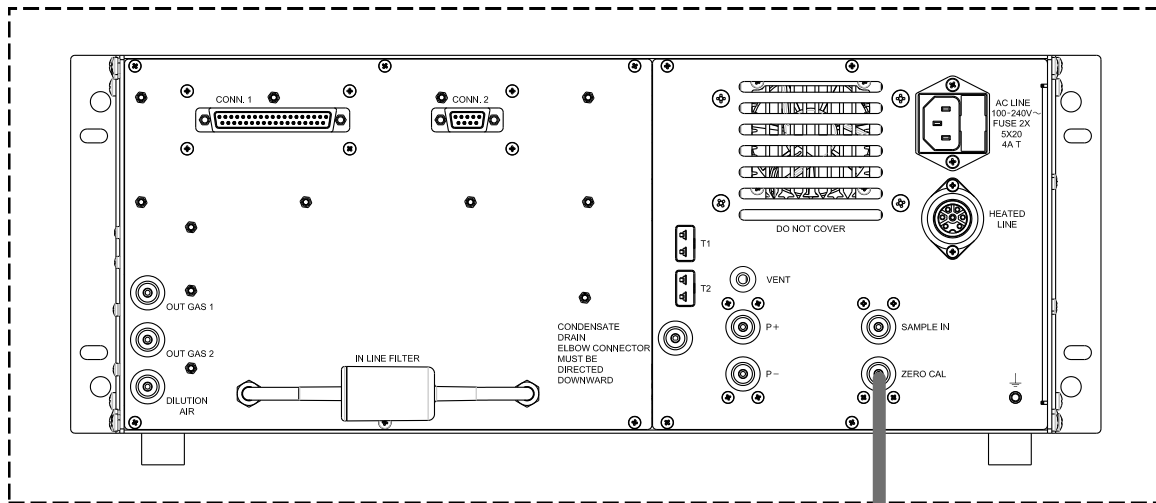 CONN. 1
CONN. 2
AC LINE
100-240V~
FUSE 2X
5X20
4A T
HEATED
LINE
DO NOT COVER
T1
T2
VENT
OUT GAS 1
P+
SAMPLE IN
CONDENSATE
DRAIN
ELBOW CONNECTOR
MUST BE
DIRECTED
DOWNWARD
OUT GAS 2
IN LINE FILTER
P-
ZERO CAL
DILUTION
AIR